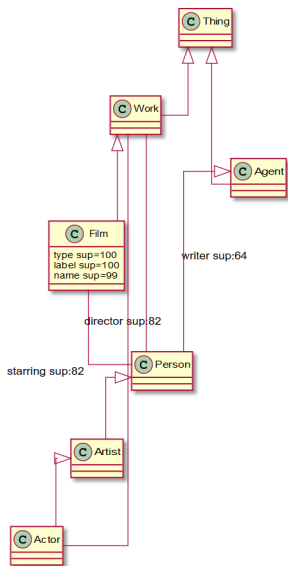 C Thing
C Work
C Agent
C Film
type sup=100
label sup=100
name sup=99
writer sup:64
director sup:82
starring sup:82
C Person
C Artist
C Actor